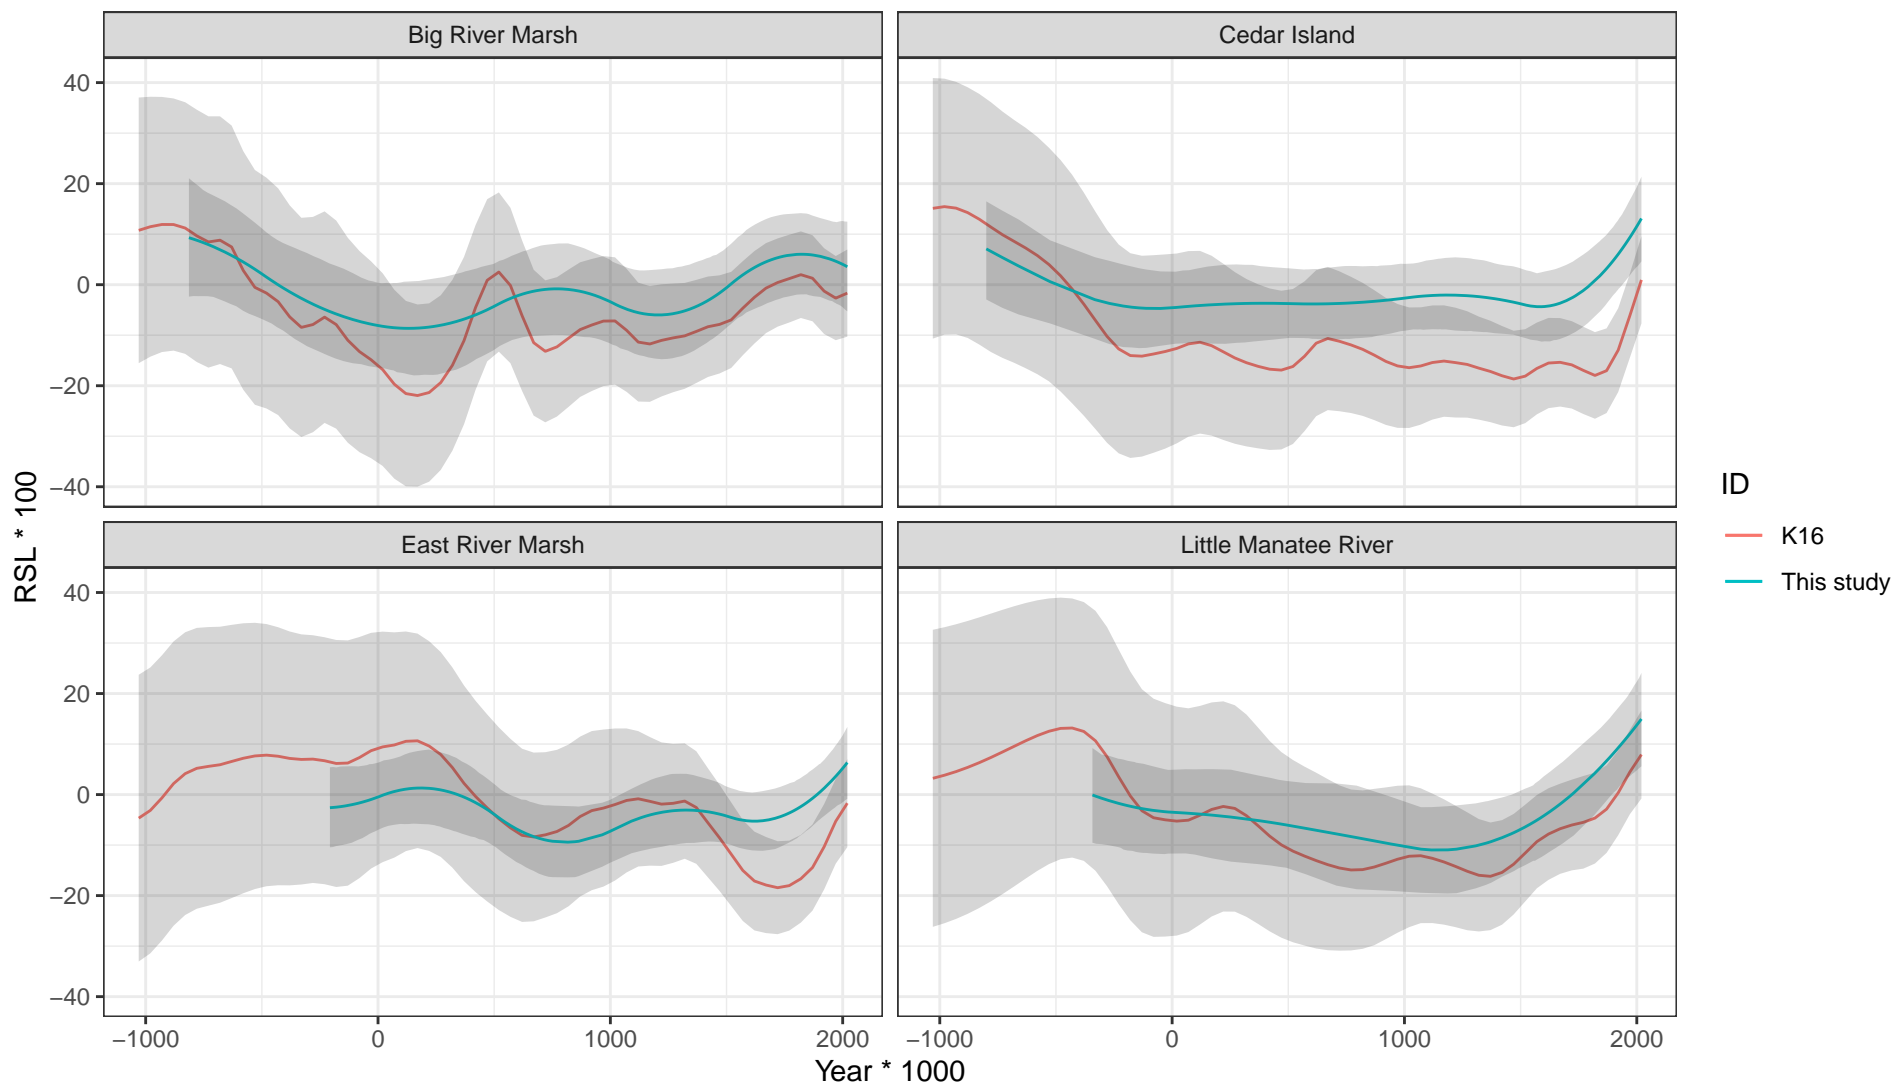 Big River Marsh
Cedar Island
40
20
0
−20
−40
East River Marsh
Little Manatee River
40
20
0
−20
−40
−1000 0 1000 2000
−1000 0 1000 2000
Year * 1000
RSL * 100
ID
K16
This study